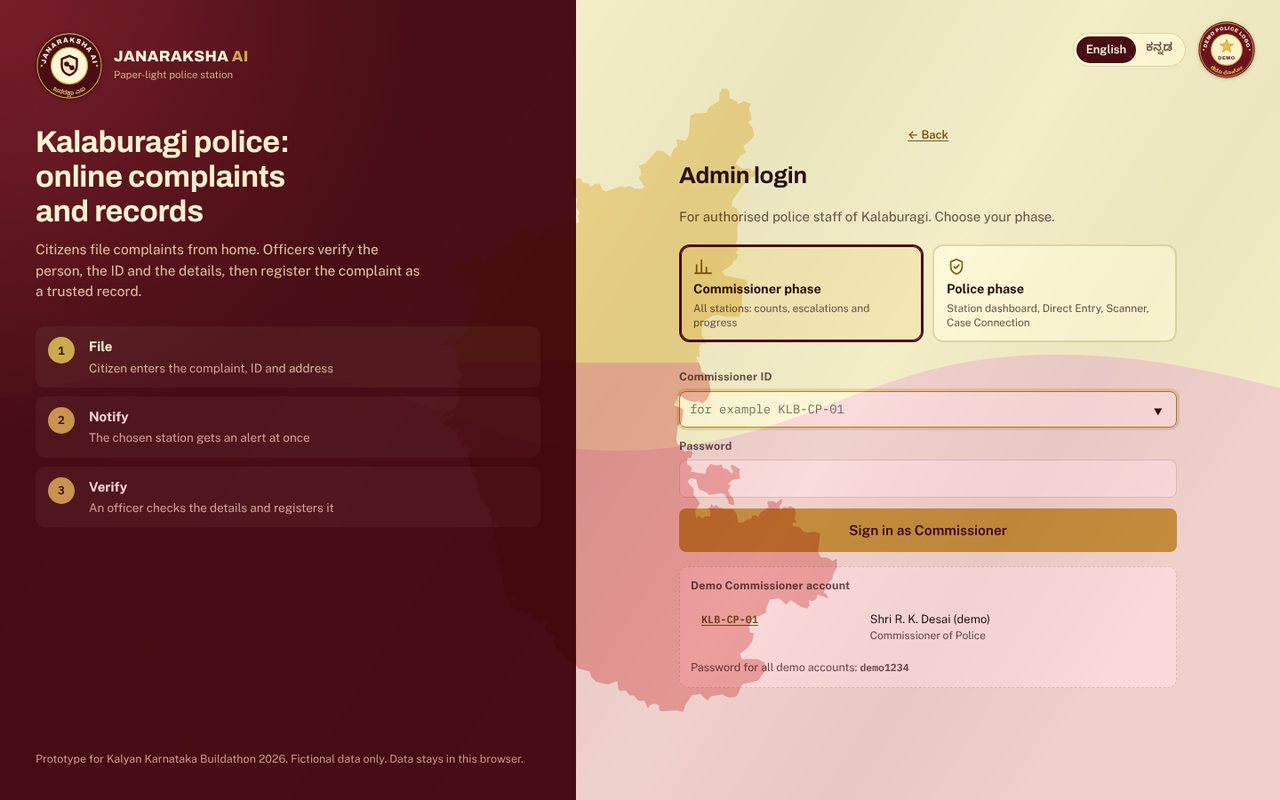 JANARAKSHA AI
ಜನರಕ್ಷಾ ಎಐ
JANARAKSHA AI
Paper-light police station
Kalaburagi police:
online complaints
and records
Citizens file complaints from home. Officers verify the
person, the ID and the details, then register the complaint as
a trusted record.
1 File
Citizen enters the complaint, ID and address
2 Notify
The chosen station gets an alert at once
3 Verify
An officer checks the details and registers it
Prototype for Kalyan Karnataka Buildathon 2026. Fictional data only. Data stays in this browser.
English ಕನ್ನಡ
DEMO POLICE LOGO
DEMO
← Back
Admin login
For authorised police staff of Kalaburagi. Choose your phase.
Commissioner phase
All stations: counts, escalations and
progress
Police phase
Station dashboard, Direct Entry, Scanner,
Case Connection
Commissioner ID
for example KLB-CP-01
Password
Sign in as Commissioner
Demo Commissioner account
KLB-CP-01
Shri R. K. Desai (demo)
Commissioner of Police
Password for all demo accounts: demo1234